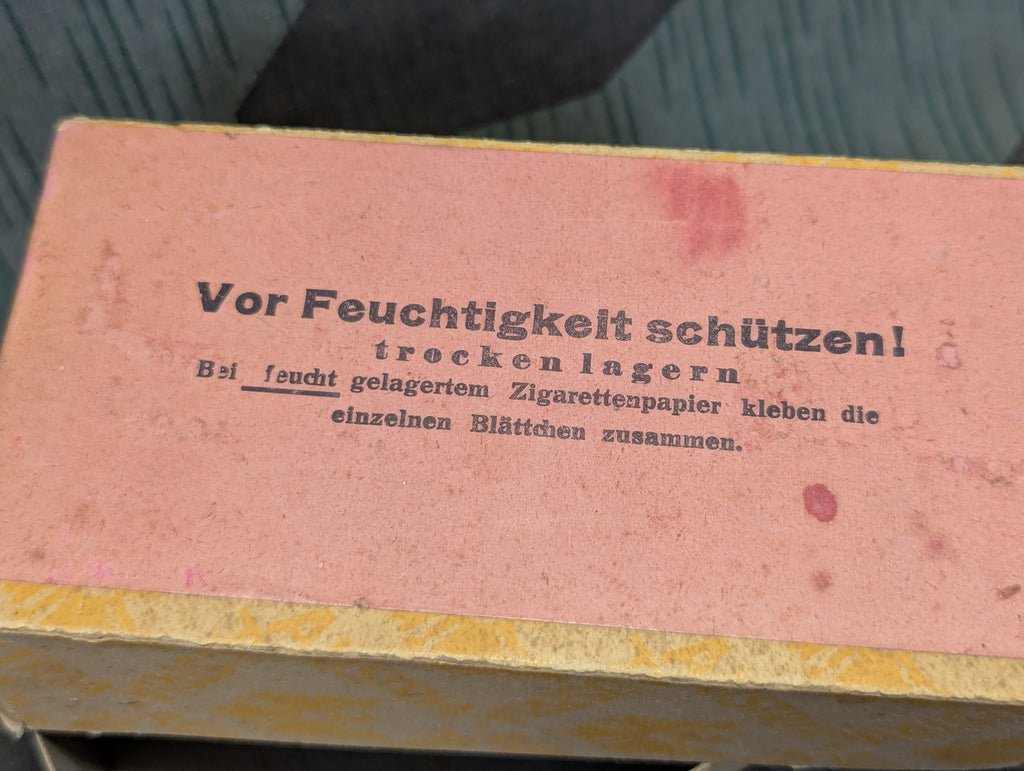 Vor Feuchtigkeit schützen!
trocken lagern
Bei feucht gelagertem Zigarettenpapier kleben die
einzelnen Blättchen zusammen.